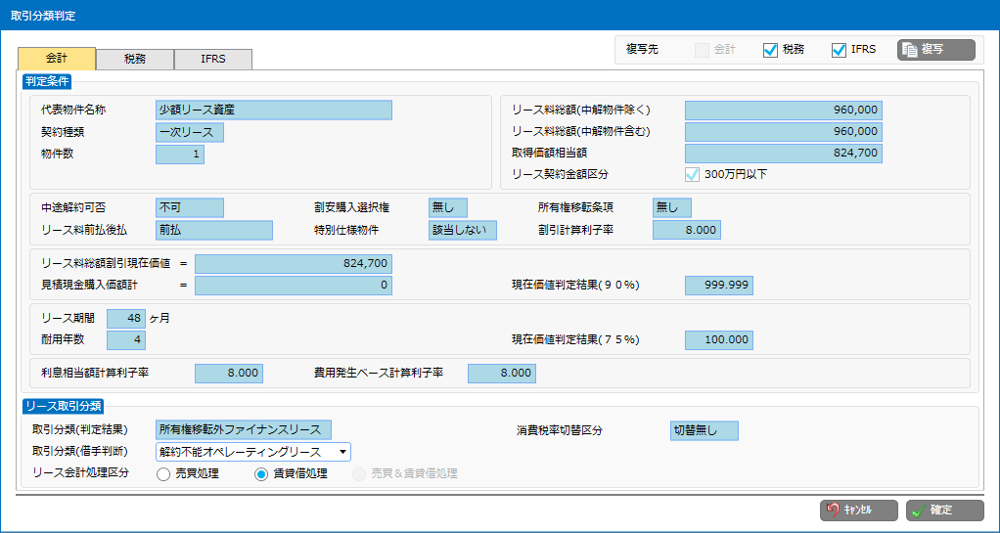 取引分類判定
複写先 会計 税務 IFRS 複写
会計 税務 IFRS
判定条件
代表物件名称 少額リース資産
契約種類 一次リース
物件数 1
リース料総額(中解物件除く) 960,000
リース料総額(中解物件含む) 960,000
取得価額相当額 824,700
リース契約金額区分 300万円以下
中途解約可否 不可 割安購入選択権 無し 所有権移転条項 無し
リース料前払後払 前払 特別仕様物件 該当しない 割引計算利子率 8.000
リース料総額割引現在価値 = 824,700
見積現金購入価額計 = 0 現在価値判定結果(９０％) 999.999
リース期間 48 ヶ月
耐用年数 4 現在価値判定結果(７５％) 100.000
利息相当額計算利子率 8.000 費用発生ベース計算利子率 8.000
リース取引分類
取引分類(判定結果) 所有権移転外ファイナンスリース 消費税率切替区分 切替無し
取引分類(借手判断) 解約不能オペレーティングリース
リース会計処理区分 売買処理 賃貸借処理 売買＆賃貸借処理
ｷｬﾝｾﾙ 確定